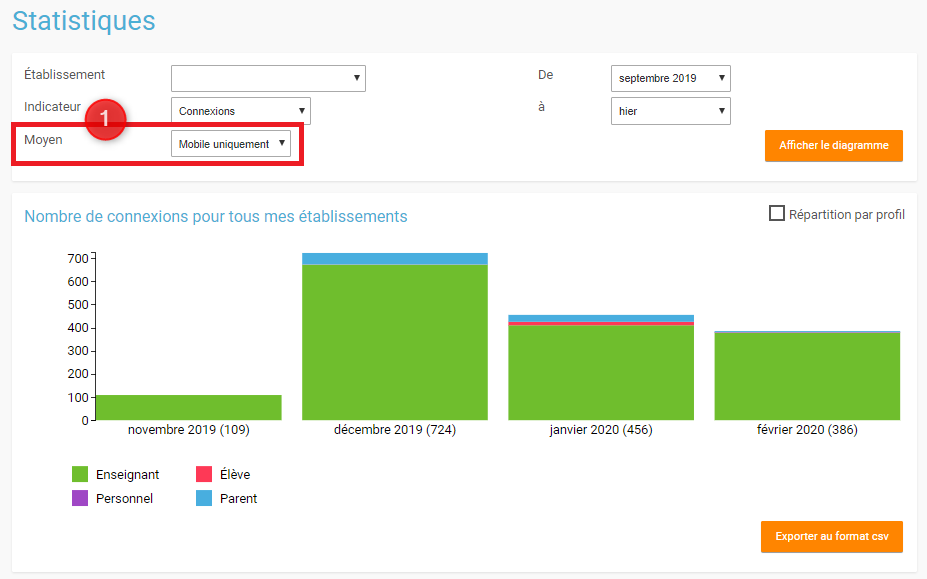 Statistiques
Établissement
De
septembre 2019
Indicateur
Connexions
à
hier
1
Moyen
Mobile uniquement
Afficher le diagramme
Nombre de connexions pour tous mes établissements
Répartition par profil
700
600
500
400
300
200
100
0
novembre 2019 (109)
décembre 2019 (724)
janvier 2020 (456)
février 2020 (386)
Enseignant
Élève
Personnel
Parent
Exporter au format csv